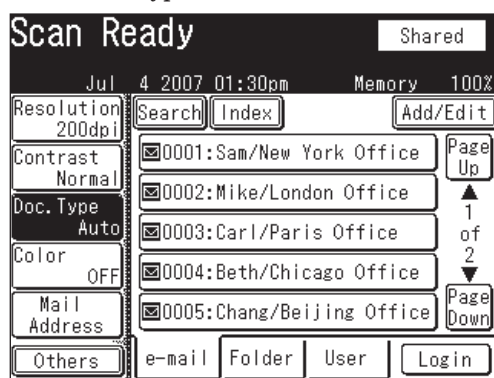 Scan Ready
Shared
Jul 4 2007 01:30pm Memory 100%
Resolution
200dpi
Contrast
Normal
Doc.Type
Auto
Color
OFF
Mail
Address
Others
Search Index Add/Edit
0001:Sam/New York Office
0002:Mike/London Office
0003:Carl/Paris Office
0004:Beth/Chicago Office
0005:Chang/Beijing Office
Page
Up
1
of
2
Page
Down
e-mail Folder User Login